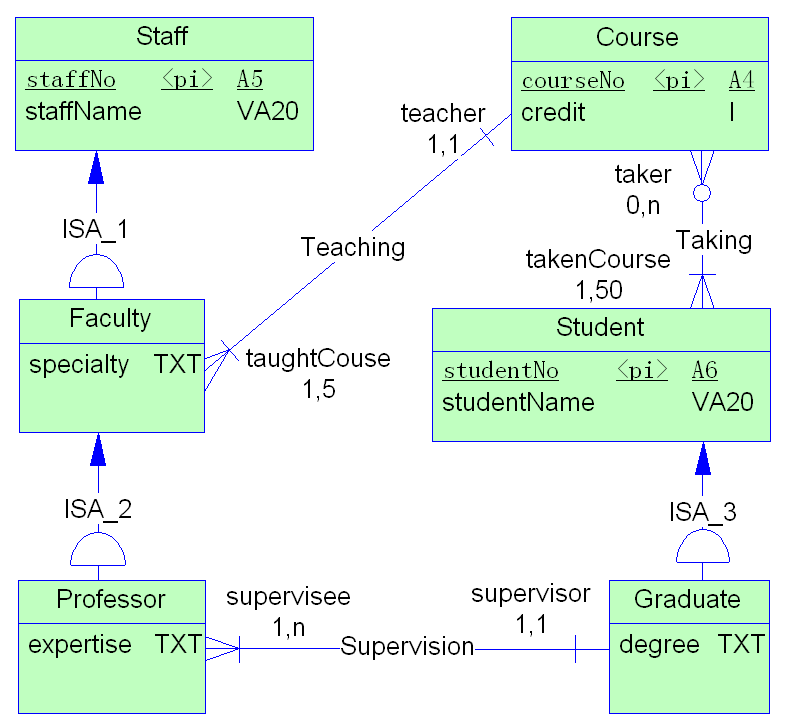 Staff
staffNo <pi> A5
staffName VA20
Course
courseNo <pi> A4
credit I
teacher
1,1
taker
0,n
ISA_1
Teaching
Taking
takenCourse
1,50
Faculty
specialty TXT
taughtCouse
1,5
Student
studentNo <pi> A6
studentName VA20
ISA_2
ISA_3
Professor
expertise TXT
supervisee
1,n
Supervision
supervisor
1,1
Graduate
degree TXT